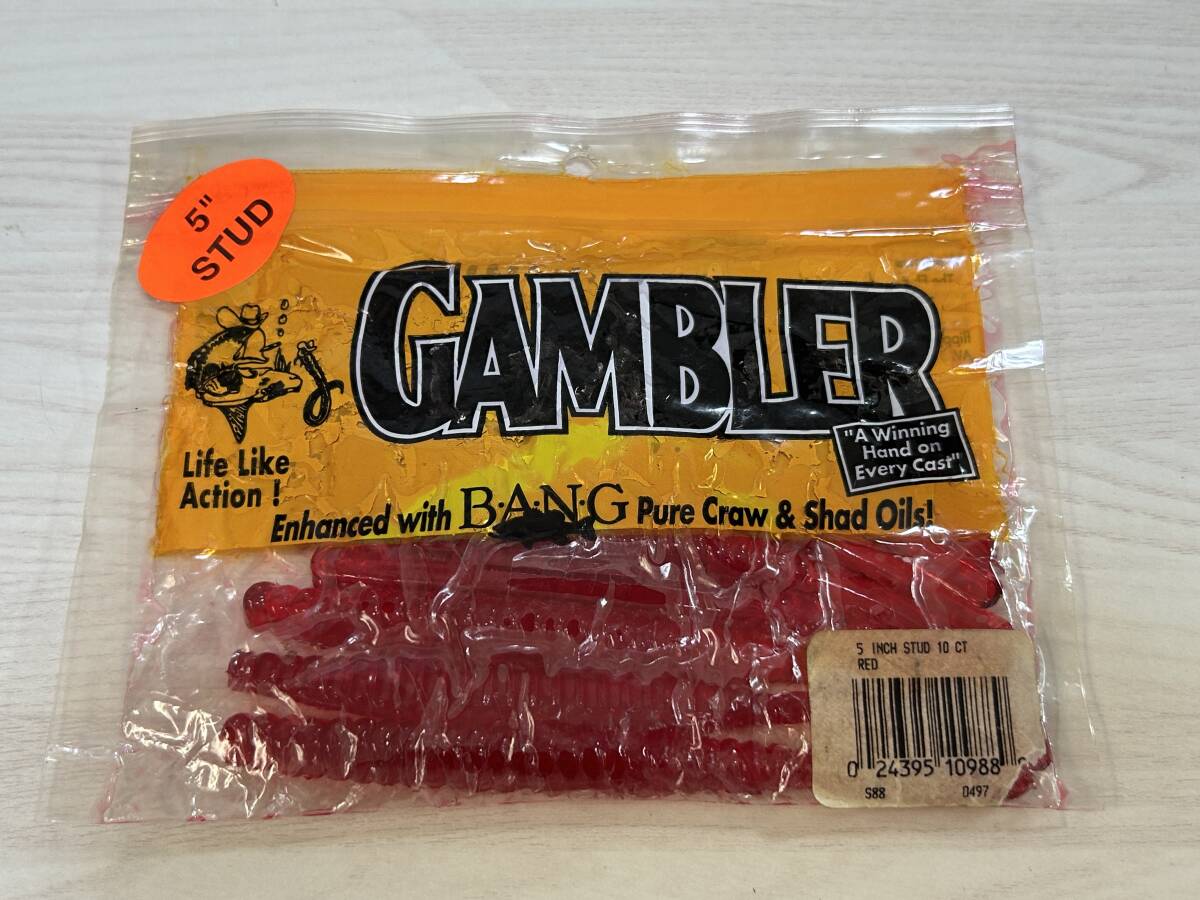 5"
STUD
GAMBLER
"A Winning
Hand on
Every Cast"
Life Like
Action !
Enhanced with B·A·N·G Pure Craw & Shad Oils!
5 INCH STUD 10 CT
RED
0 24395 10988
S88 0497